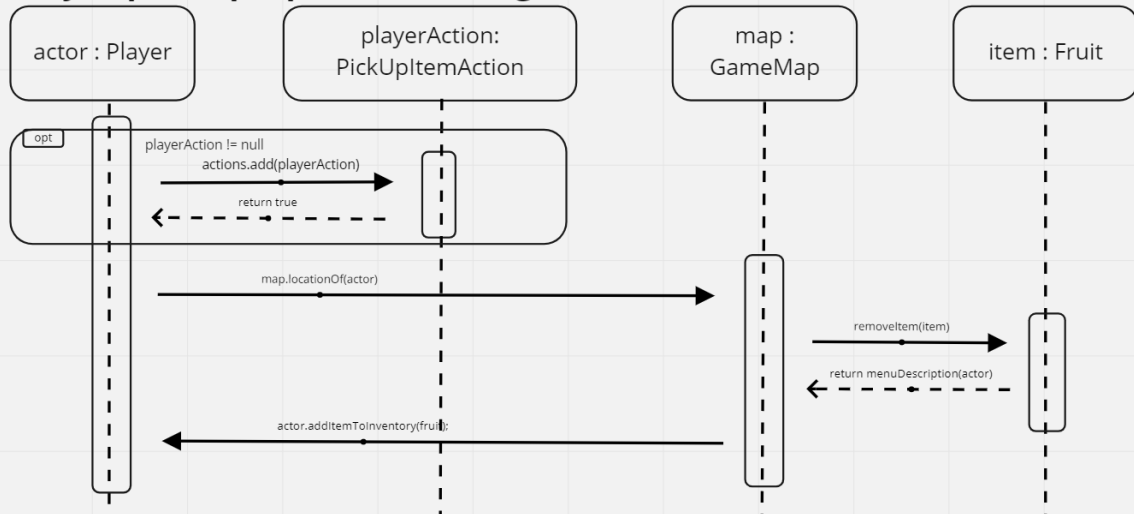 actor : Player
playerAction:
PickUpItemAction
map :
GameMap
item : Fruit
opt
playerAction != null
actions.add(playerAction)
return true
map.locationOf(actor)
removeItem(item)
return menuDescription(actor)
actor.addItemToInventory(fruit);